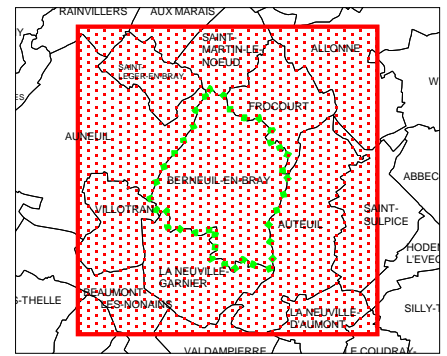 RAINVILLERS
AUX MARAIS
SAINT-
MARTIN-LE-
NOEUD
ALLONNE
SAINT-
LEGER-EN-BRAY
FROCOURT
AUNEUIL
ABBEC
BERNEUIL-EN-BRAY
VILLOTRAN
SAINT-
SULPICE
AUTEUIL
HODEN
L'EVEC
LA NEUVILLE-
GARNIER
S-THELLE
BEAUMONT-
LES-NONAINS
LA NEUVILLE-
D'AUMONT
SILLY-T
VALDAMPIERRE
LE COUDRAY-